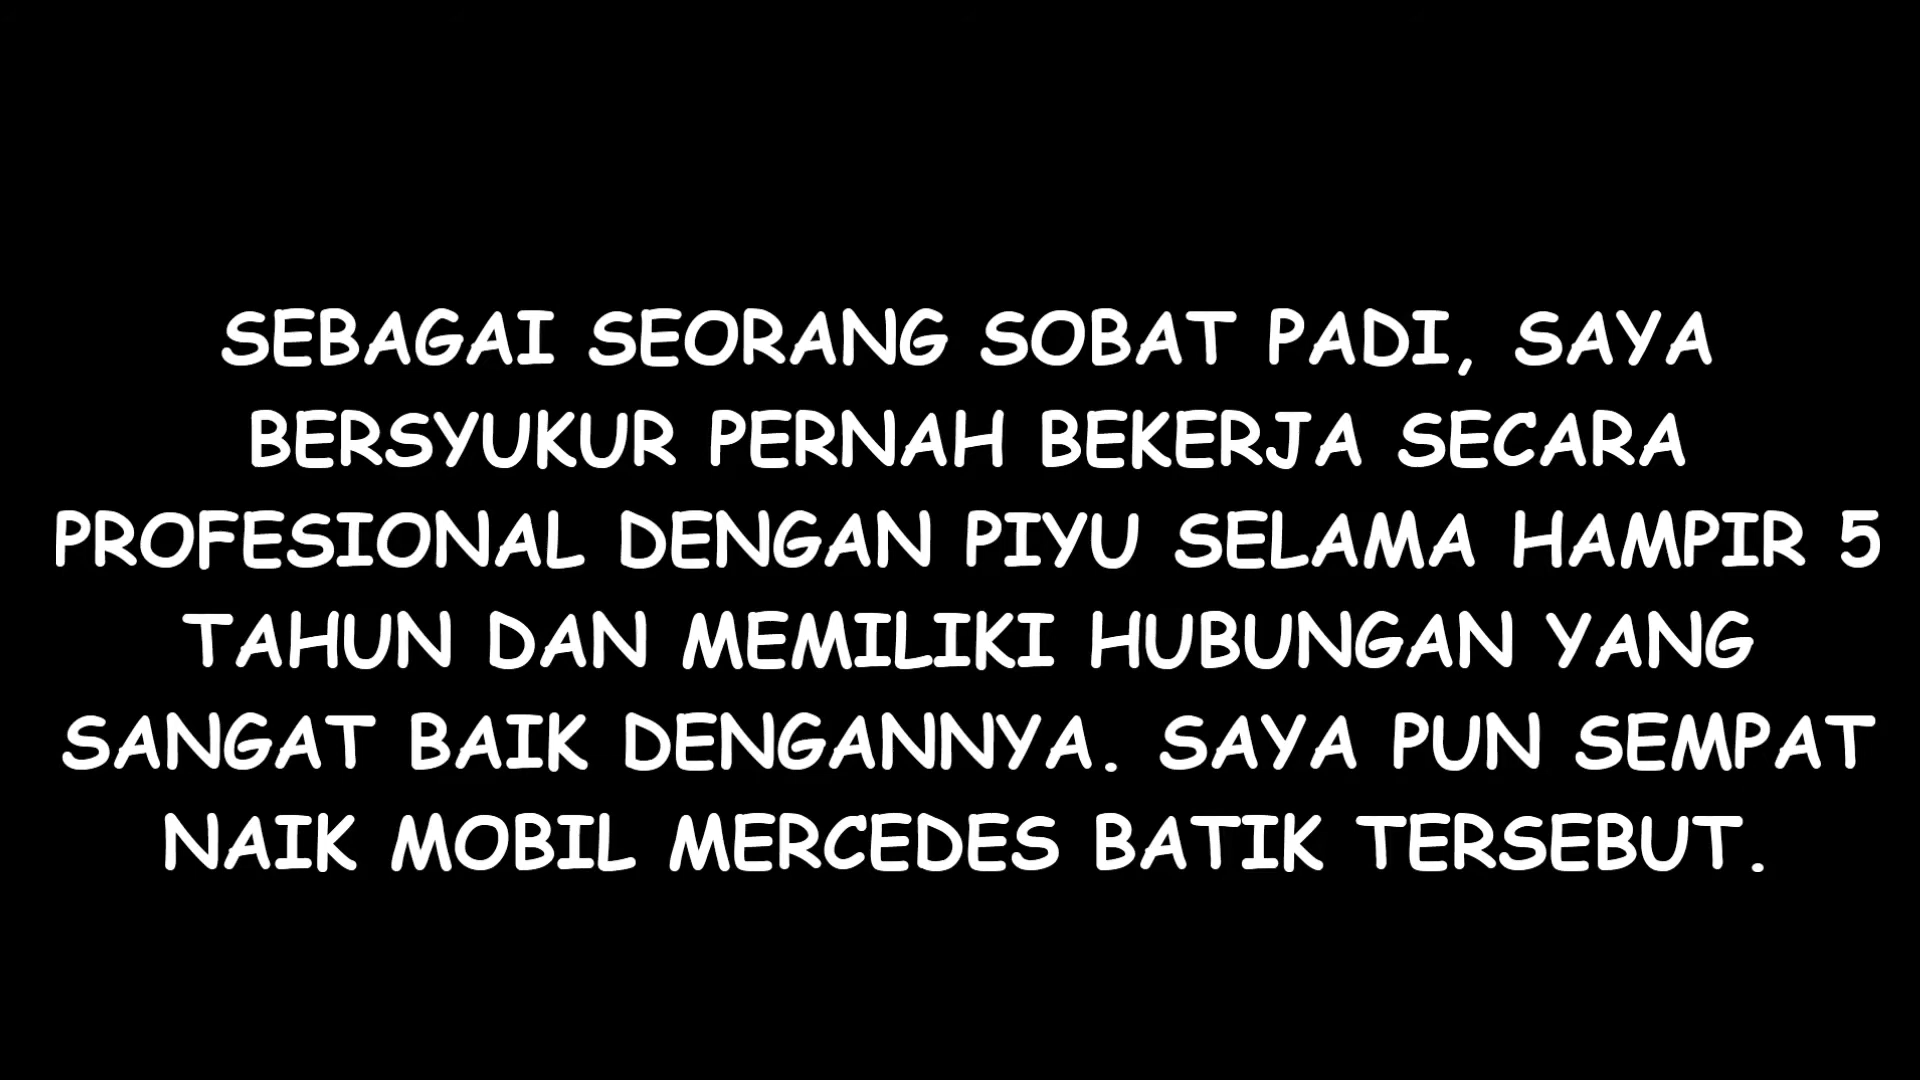 SEBAGAI SEORANG SOBAT PADI, SAYA
BERSYUKUR PERNAH BEKERJA SECARA
PROFESIONAL DENGAN PIYU SELAMA HAMPIR 5
TAHUN DAN MEMILIKI HUBUNGAN YANG
SANGAT BAIK DENGANNYA. SAYA PUN SEMPAT
NAIK MOBIL MERCEDES BATIK TERSEBUT.